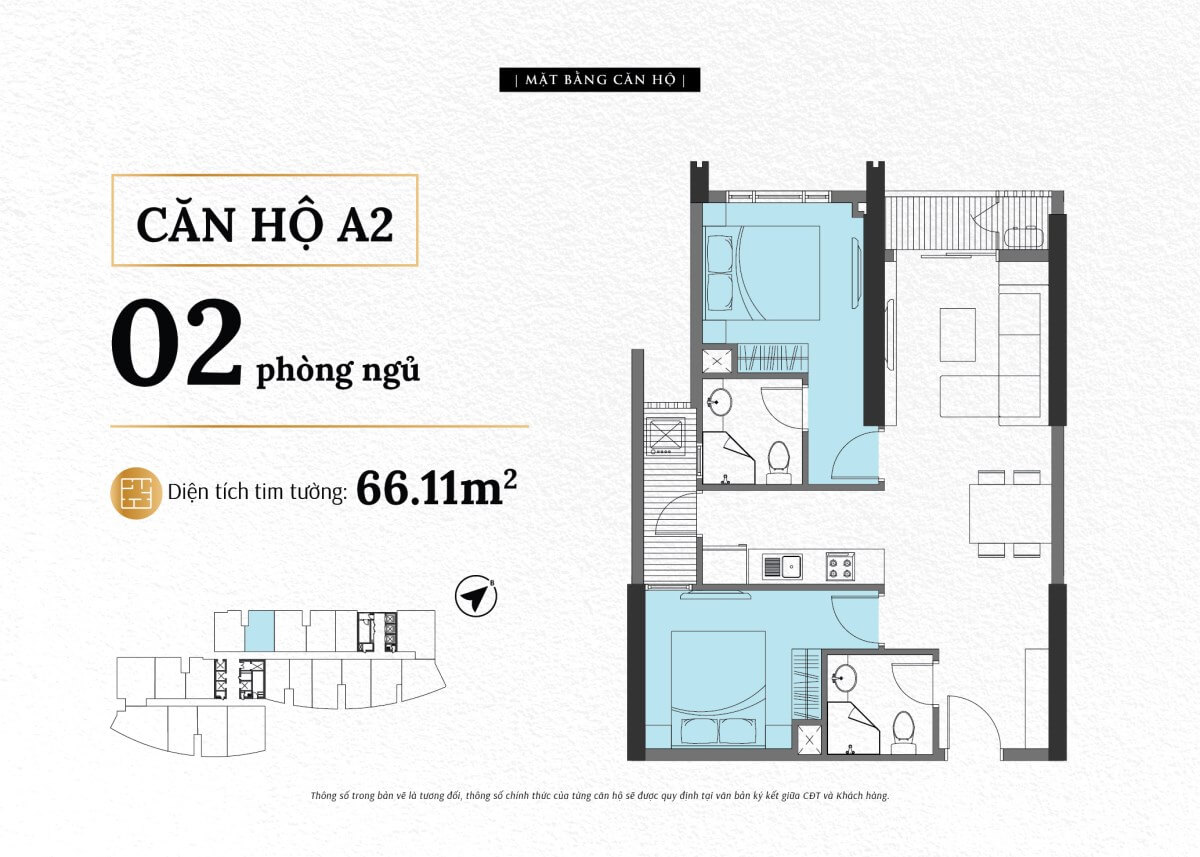 | MẶT BẰNG CĂN HỘ |
CĂN HỘ A2
02 phòng ngủ
Diện tích tim tường: 66.11m²
B
Thông số trong bản vẽ là tương đối, thông số chính thức của từng căn hộ sẽ được quy định tại văn bản ký kết giữa CĐT và Khách hàng.